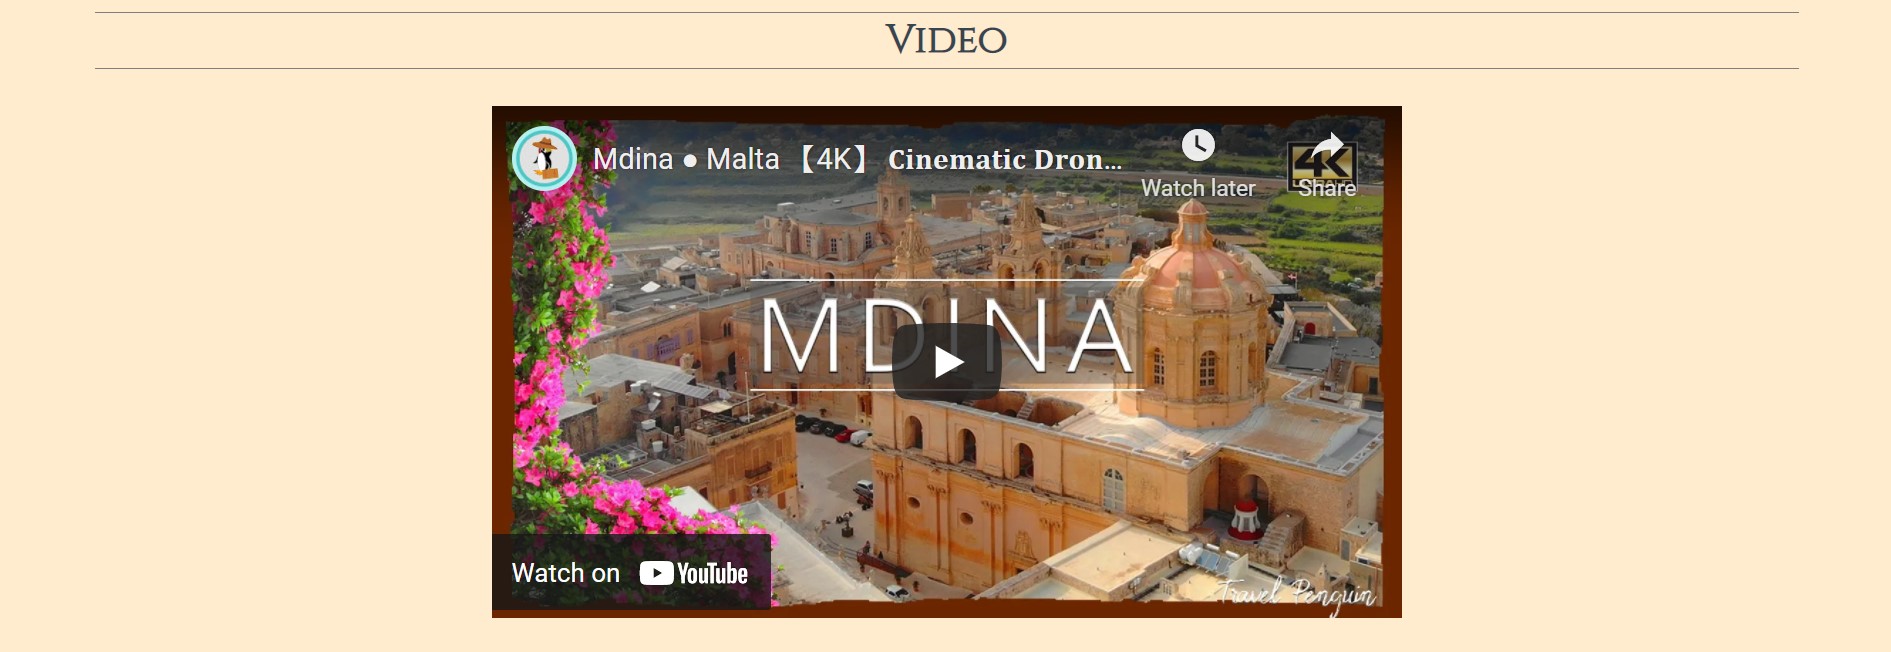 VIDEO
Mdina ● Malta 【4K】 Cinematic Dron...
Watch later
4K
Share
MDINA
Watch on YouTube
Travel Penguin